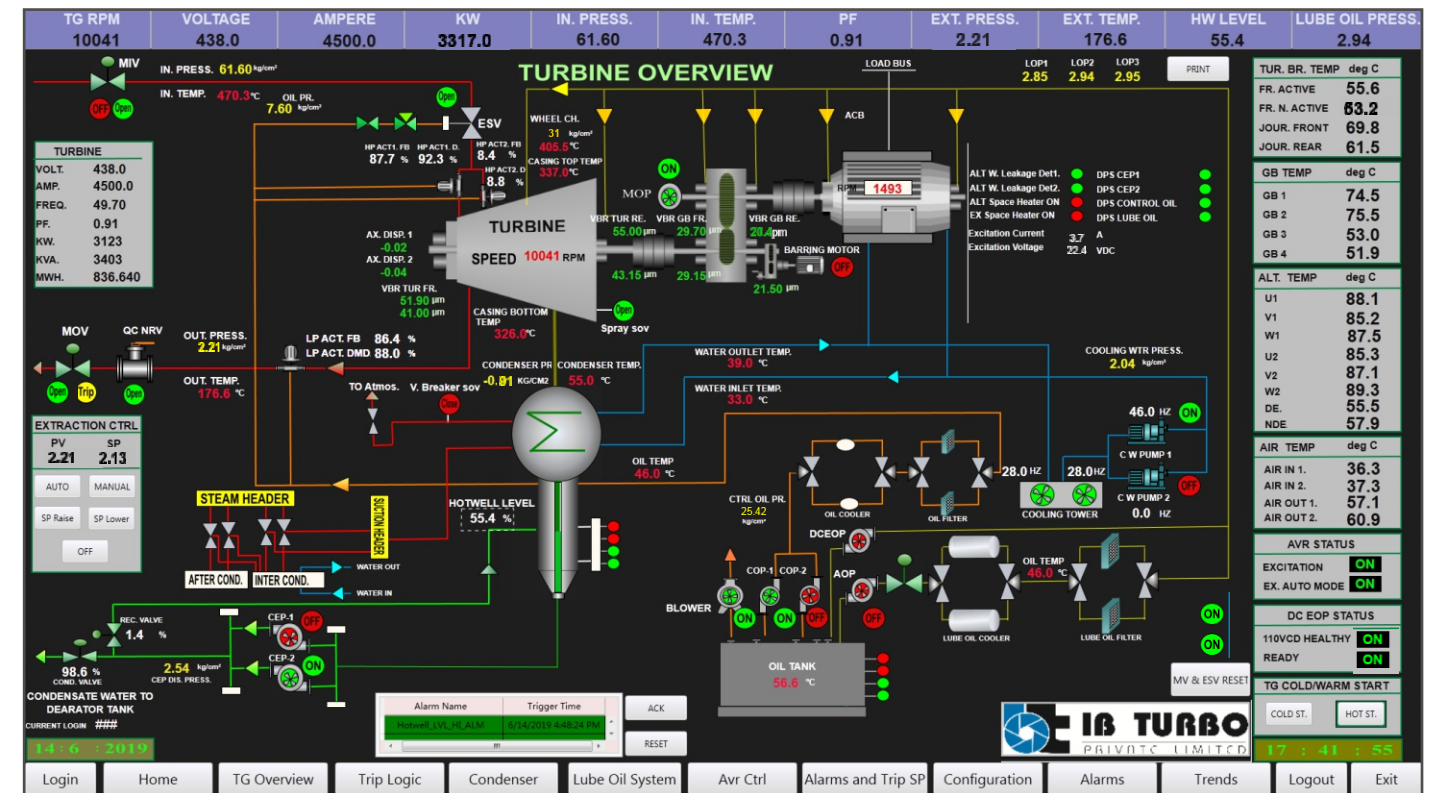 TG RPM VOLTAGE AMPERE KW IN. PRESS. IN. TEMP. PF EXT. PRESS. EXT. TEMP. HW LEVEL LUBE OIL PRESS.
10041 438.0 4500.0 3317.0 61.60 470.3 0.91 2.21 176.6 55.4 2.94
MIV
IN. PRESS. 61.60 kg/cm²
IN. TEMP. 470.3 °C
OFF Open
OIL PR.
7.60 kg/cm²
Open
ESV
TURBINE OVERVIEW
LOAD BUS
LOP1 LOP2 LOP3
2.85 2.94 2.95
PRINT
ACB
WHEEL CH.
31 kg/cm²
405.5 °C
CASING TOP TEMP
337.0 °C
HP ACT1. FB HP ACT1. D. HP ACT2. FB
87.7 % 92.3 % 8.4 %
HP ACT2. D
8.8 %
TURBINE
VOLT. 438.0
AMP. 4500.0
FREQ. 49.70
PF. 0.91
KW. 3123
KVA. 3403
MWH. 836.640
TURBINE
SPEED 10041 RPM
AX. DISP. 1
-0.02
AX. DISP. 2
-0.04
VBR TUR FR.
51.90 µm
41.00 µm
ON
MOP
VBR TUR RE. VBR GB FR. VBR GB RE.
55.00 µm 29.70 µm
43.15 µm 29.15 µm
21.50 µm
BARRING MOTOR
OFF
RPM 1493
ALT W. Leakage Det1. DPS CEP1
ALT W. Leakage Det2. DPS CEP2
ALT Space Heater ON DPS CONTROL OIL
EX Space Heater ON DPS LUBE OIL
Excitation Current 3.7 A
Excitation Voltage 22.4 VDC
CASING BOTTOM
TEMP
326.0 °C
Open
Spray sov
MOV QC NRV
OUT. PRESS.
2.21 kg/cm²
OUT. TEMP.
176.6 °C
Open Trip Open
LP ACT. FB 86.4 %
LP ACT. DMD 88.0 %
TO Atmos. V. Breaker sov
Close
CONDENSER PR CONDENSER TEMP.
KG/CM2 55.0 °C
WATER OUTLET TEMP.
39.0 °C
WATER INLET TEMP.
33.0 °C
COOLING WTR PRESS.
2.04 kg/cm²
46.0 HZ ON
C W PUMP 1
28.0 HZ 28.0 HZ
OFF
C W PUMP 2
0.0 HZ
COOLING TOWER
EXTRACTION CTRL
PV SP
2.21 2.13
AUTO MANUAL
SP Raise SP Lower
OFF
STEAM HEADER
SUCTION HEADER
AFTER COND. INTER COND.
WATER OUT
WATER IN
HOTWELL LEVEL
55.4 %
OIL TEMP
46.0 °C
CTRL OIL PR.
25.42
kg/cm²
OIL COOLER
OIL FILTER
DCEOP
COP-1 COP-2 AOP
BLOWER
ON ON OFF OFF
OIL TEMP
46.0 °C
LUBE OIL COOLER
LUBE OIL FILTER
ON
ON
OIL TANK
56.6 °C
REC. VALVE
1.4 %
98.6 %
COND. VALVE
2.54 kg/cm²
CEP DIS. PRESS.
CEP-1 OFF
CEP-2 ON
CONDENSATE WATER TO
DEARATOR TANK
CURRENT LOGIN ###
14 : 6 : 2019
Alarm Name Trigger Time
Hotwell_LVL_HI_ALM 6/14/2019 4:48:24 PM
ACK
RESET
MV & ESV RESET
IB TURBO
PRIVATE LIMITED
TUR. BR. TEMP deg C
FR. ACTIVE 55.6
FR. N. ACTIVE 53.2
JOUR. FRONT 69.8
JOUR. REAR 61.5
GB TEMP deg C
GB 1 74.5
GB 2 75.5
GB 3 53.0
GB 4 51.9
ALT. TEMP deg C
U1 88.1
V1 85.2
W1 87.5
U2 85.3
V2 87.1
W2 89.3
DE. 55.5
NDE 57.9
AIR TEMP deg C
AIR IN 1. 36.3
AIR IN 2. 37.3
AIR OUT 1. 57.1
AIR OUT 2. 60.9
AVR STATUS
EXCITATION ON
EX. AUTO MODE ON
DC EOP STATUS
110VCD HEALTHY ON
READY ON
TG COLD/WARM START
COLD ST. HOT ST.
17 : 41 : 55
Login Home TG Overview Trip Logic Condenser Lube Oil System Avr Ctrl Alarms and Trip SP Configuration Alarms Trends Logout Exit